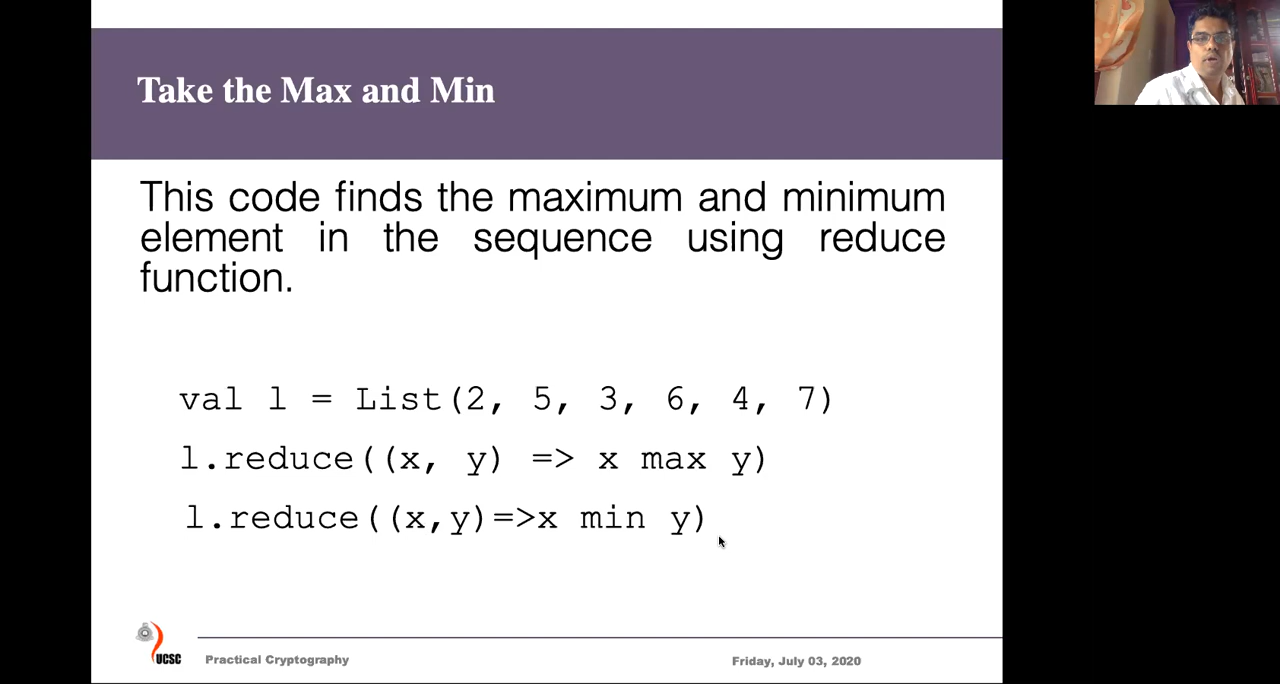 Take the Max and Min
This code finds the maximum and minimum
element in the sequence using reduce
function.
val l = List(2, 5, 3, 6, 4, 7)
l.reduce((x, y) => x max y)
l.reduce((x,y)=>x min y)
UCSC
Practical Cryptography
Friday, July 03, 2020